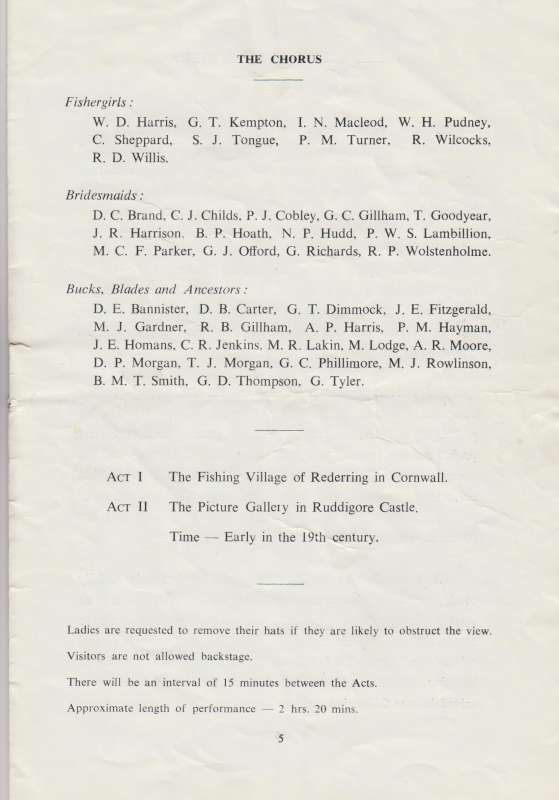 THE CHORUS
Fishergirls :
W. D. Harris, G. T. Kempton, I. N. Macleod, W. H. Pudney,
C. Sheppard, S. J. Tongue, P. M. Turner, R. Wilcocks,
R. D. Willis.
Bridesmaids :
D. C. Brand, C. J. Childs, P. J. Cobley, G. C. Gillham, T. Goodyear,
J. R. Harrison. B. P. Hoath, N. P. Hudd, P. W. S. Lambillion,
M. C. F. Parker, G. J. Offord, G. Richards, R. P. Wolstenholme.
Bucks, Blades and Ancestors :
D. E. Bannister, D. B. Carter, G. T. Dimmock, J. E. Fitzgerald,
M. J. Gardner, R. B. Gillham, A. P. Harris, P. M. Hayman,
J. E. Homans, C. R. Jenkins, M. R. Lakin, M. Lodge, A. R. Moore,
D. P. Morgan, T. J. Morgan, G. C. Phillimore, M. J. Rowlinson,
B. M. T. Smith, G. D. Thompson, G. Tyler.
ACT I The Fishing Village of Rederring in Cornwall.
ACT II The Picture Gallery in Ruddigore Castle.
Time — Early in the 19th century.
Ladies are requested to remove their hats if they are likely to obstruct the view.
Visitors are not allowed backstage.
There will be an interval of 15 minutes between the Acts.
Approximate length of performance — 2 hrs. 20 mins.
5